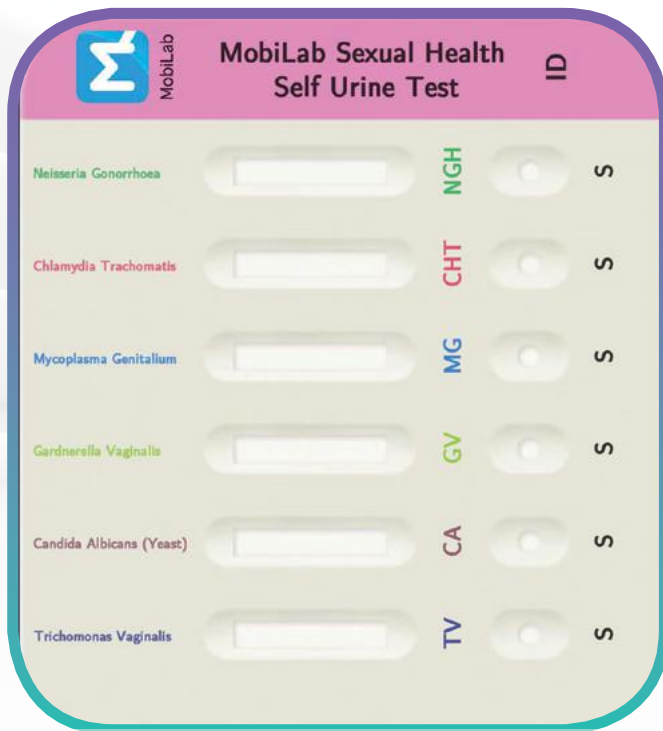 MobiLab
MobiLab Sexual Health
Self Urine Test
ID
Neisseria Gonorrhoea
NGH
S
Chlamydia Trachomatis
CHT
S
Mycoplasma Genitalium
MG
S
Gardnerella Vaginalis
GV
S
Candida Albicans (Yeast)
CA
S
Trichomonas Vaginalis
TV
S